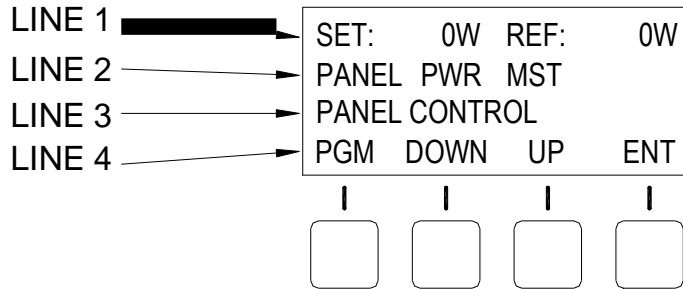 LINE 1 SET: 0W REF: 0W
LINE 2 PANEL PWR MST
LINE 3 PANEL CONTROL
LINE 4 PGM DOWN UP ENT